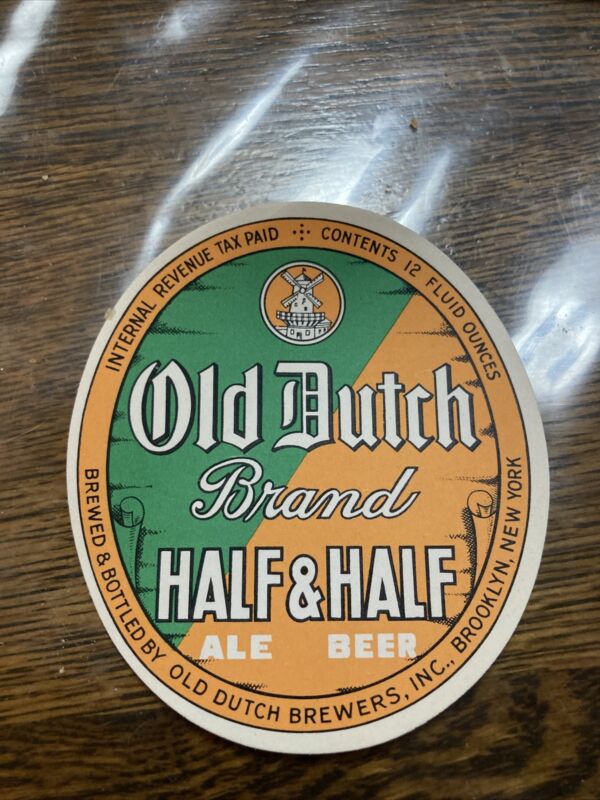 INTERNAL REVENUE TAX PAID ⁘ CONTENTS 12 FLUID OUNCES
Old Dutch
Brand
HALF & HALF
ALE BEER
BREWED & BOTTLED BY OLD DUTCH BREWERS, INC., BROOKLYN, NEW YORK